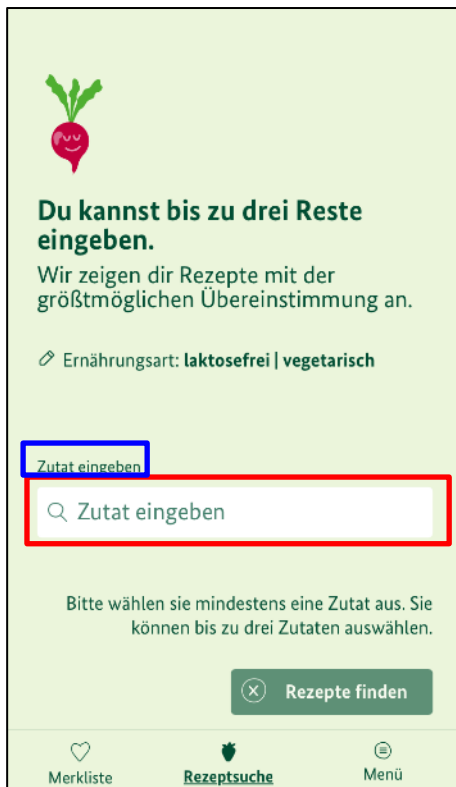 Du kannst bis zu drei Reste
eingeben.
Wir zeigen dir Rezepte mit der
größtmöglichen Übereinstimmung an.
Ernährungsart: laktosefrei | vegetarisch
Zutat eingeben
Zutat eingeben
Bitte wählen sie mindestens eine Zutat aus. Sie
können bis zu drei Zutaten auswählen.
Rezepte finden
Merkliste Rezeptsuche Menü